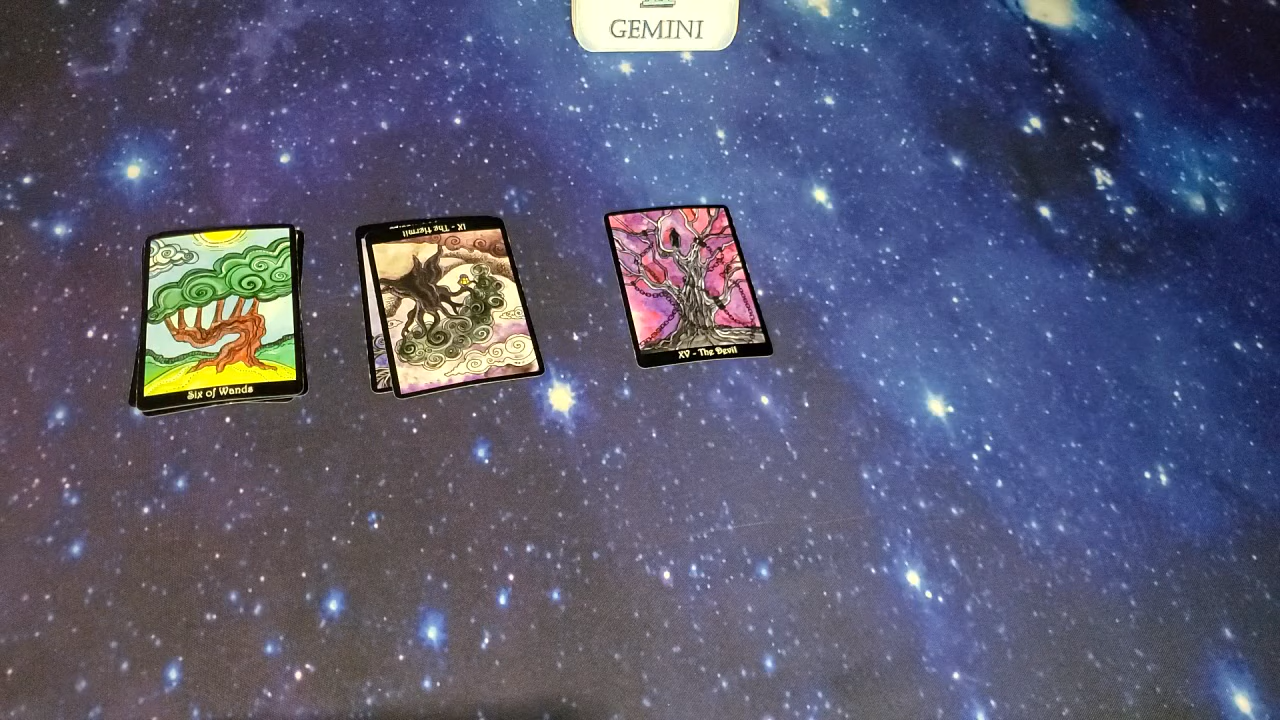 GEMINI
IX - The Hermit
XV - The Devil
Six of Wands